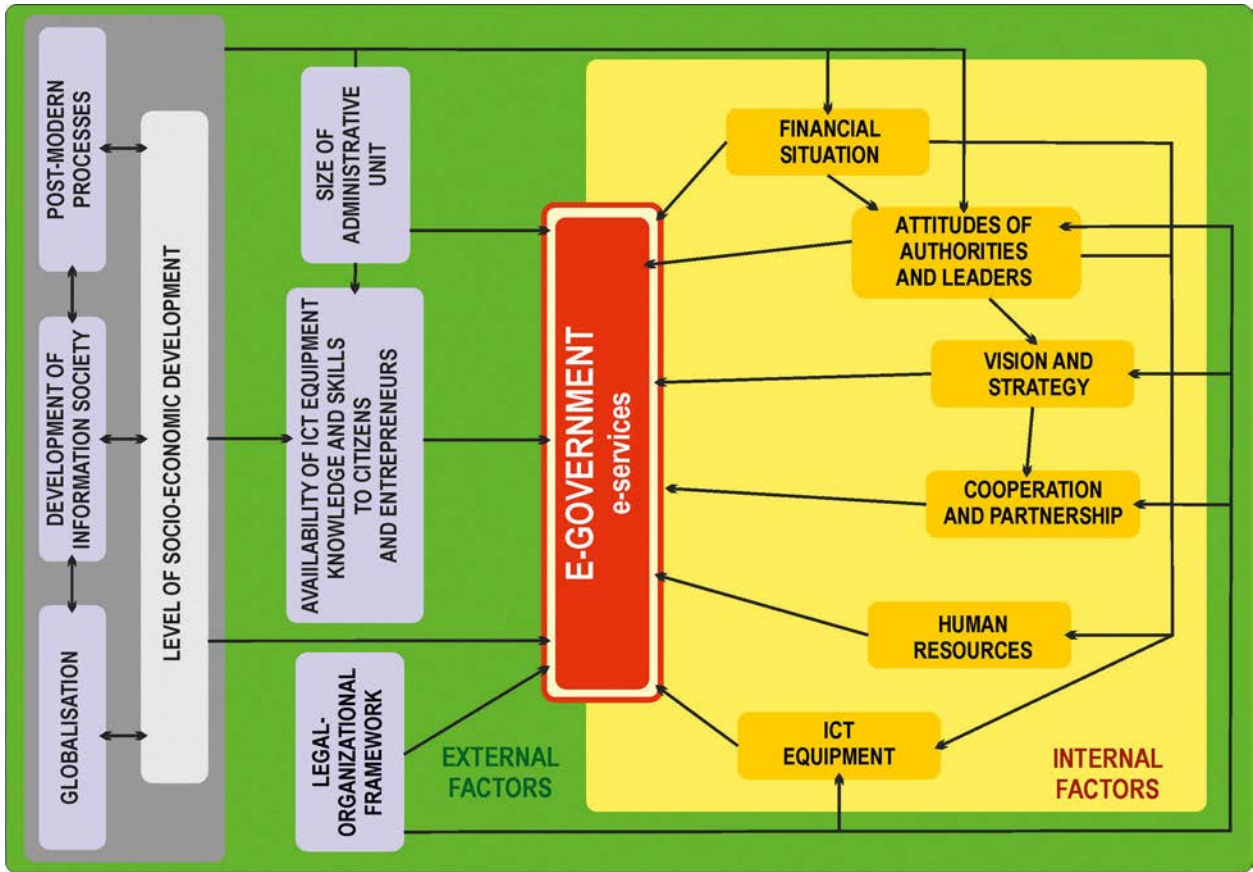 POST-MODERN
PROCESSES
DEVELOPMENT OF
INFORMATION SOCIETY
GLOBALISATION
LEVEL OF SOCIO-ECONOMIC DEVELOPMENT
SIZE OF
ADMINISTRATIVE
UNIT
AVAIILABILITY OF ICT EQUIPMENT
KNOWLEDGE AND SKILLS
TO CITIZENS
AND ENTREPRENEURS
LEGAL-
ORGANIZATIONAL
FRAMEWORK
EXTERNAL
FACTORS
E-GOVERNMENT
e-services
FINANCIAL
SITUATION
ATTITUDES OF
AUTHORITIES
AND LEADERS
VISION AND
STRATEGY
COOPERATION
AND PARTNERSHIP
HUMAN
RESOURCES
ICT
EQUIPMENT
INTERNAL
FACTORS